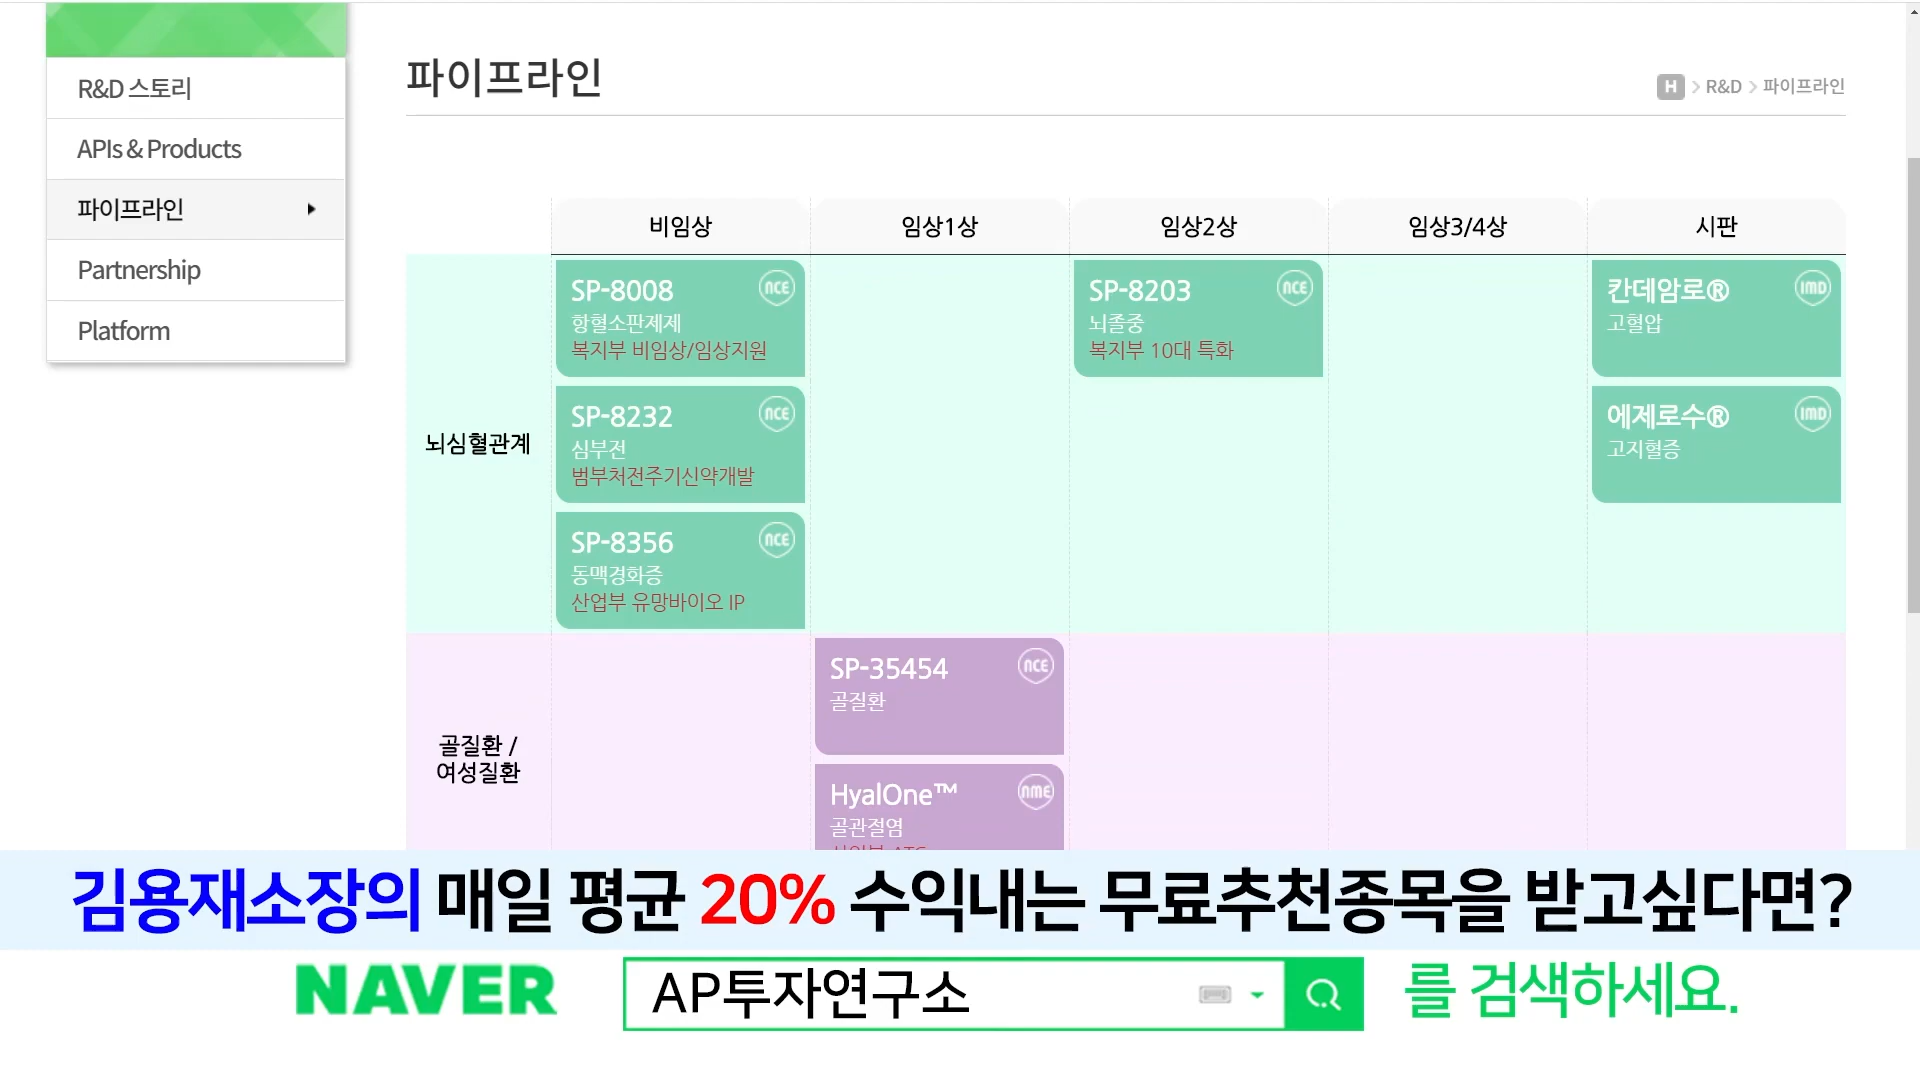 R&D 스토리
APIs & Products
파이프라인
Partnership
Platform
파이프라인
H > R&D > 파이프라인
비임상 임상1상 임상2상 임상3/4상 시판
뇌심혈관계
SP-8008 NCE
항혈소판제제
복지부 비임상/임상지원
SP-8232 NCE
심부전
범부처전주기신약개발
SP-8356 NCE
동맥경화증
산업부 유망바이오 IP
SP-8203 NCE
뇌졸중
복지부 10대 특화
칸데암로® IMD
고혈압
에제로수® IMD
고지혈증
골질환 /
여성질환
SP-35454 NCE
골질환
HyalOne™ NME
골관절염
김용재소장의 매일 평균 20% 수익내는 무료추천종목을 받고싶다면?
NAVER AP투자연구소 를 검색하세요.